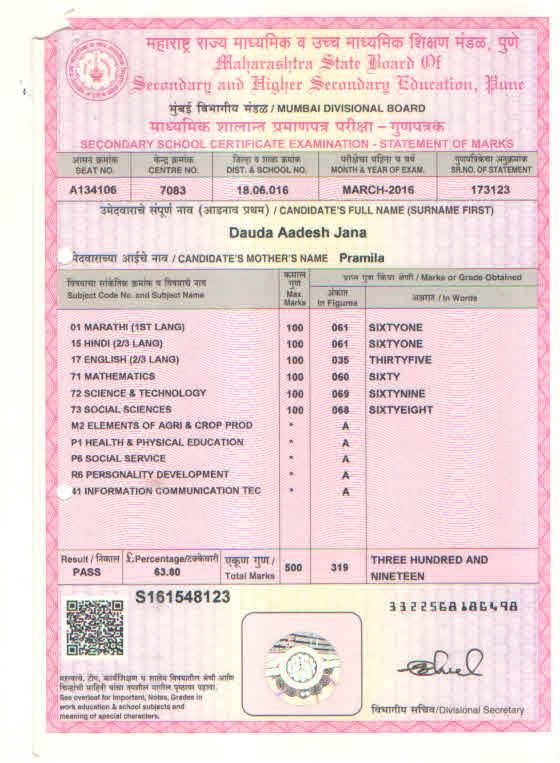 महाराष्ट्र राज्य माध्यमिक व उच्च माध्यमिक शिक्षण मंडळ, पुणे
Maharashtra State Board Of
Secondary and Higher Secondary Education, Pune
मुंबई विभागीय मंडळ / MUMBAI DIVISIONAL BOARD
माध्यमिक शालान्त प्रमाणपत्र परीक्षा – गुणपत्रक
SECONDARY SCHOOL CERTIFICATE EXAMINATION - STATEMENT OF MARKS
आसन क्रमांक केन्द्र क्रमांक जिल्हा व शाळा क्रमांक परीक्षेचा महिना व वर्ष गुणपत्रिकेचा अनुक्रमांक
SEAT NO. CENTRE NO. DIST. & SCHOOL NO. MONTH & YEAR OF EXAM. SR.NO. OF STATEMENT
A134106 7083 18.06.016 MARCH-2016 173123
उमेदवाराचे संपूर्ण नाव (आडनाव प्रथम) / CANDIDATE'S FULL NAME (SURNAME FIRST)
Dauda Aadesh Jana
मेदवाराच्या आईचे नाव / CANDIDATE'S MOTHER'S NAME Pramila
विषयाचा सांकेतिक क्रमांक व विषयाचे नाव
Subject Code No. and Subject Name
कमाल
गुण
Max.
Marks
प्राप्त गुण किंवा श्रेणी / Marks or Grade Obtained
अंकात
In Figures
अक्षरात / In Words
01 MARATHI (1ST LANG) 100 061 SIXTYONE
15 HINDI (2/3 LANG) 100 061 SIXTYONE
17 ENGLISH (2/3 LANG) 100 035 THIRTYFIVE
71 MATHEMATICS 100 060 SIXTY
72 SCIENCE & TECHNOLOGY 100 069 SIXTYNINE
73 SOCIAL SCIENCES 100 068 SIXTYEIGHT
M2 ELEMENTS OF AGRI & CROP PROD * A
P1 HEALTH & PHYSICAL EDUCATION * A
P6 SOCIAL SERVICE * A
R6 PERSONALITY DEVELOPMENT * A
41 INFORMATION COMMUNICATION TEC * A
Result / निकाल
PASS
£.Percentage/टक्केवारी
63.80
एकूण गुण /
Total Marks
500 319 THREE HUNDRED AND
NINETEEN
S161548123
3322568186498
महत्त्वाचे, टीप, कार्यशिक्षण व शालेय विषयातील श्रेणी आणि
चिन्हांची माहिती यांचा तपशील मागील पृष्ठावर पहावा.
See overleaf for Important, Notes, Grades in
work education & school subjects and
meaning of special characters.
विभागीय सचिव/Divisional Secretary